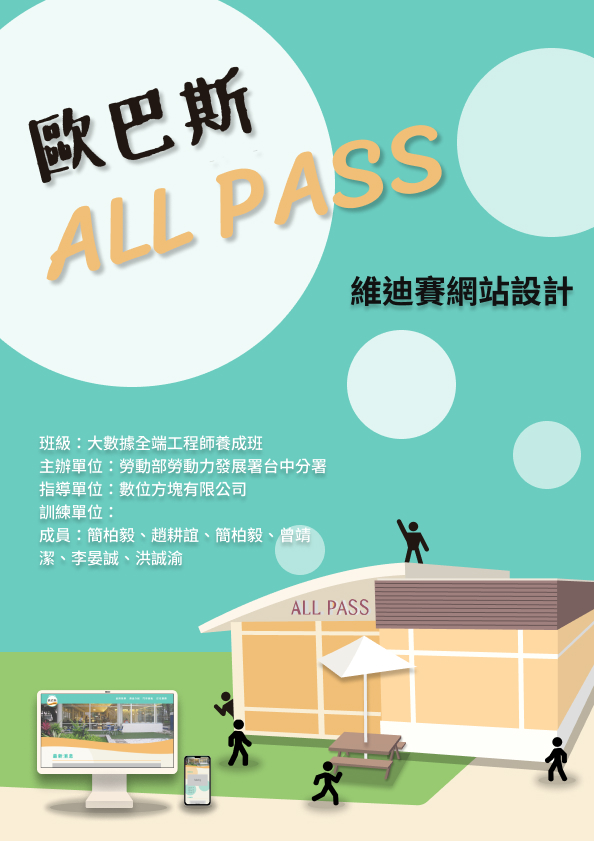 歐巴斯
ALL PASS
維迪賽網站設計
班級：大數據全端工程師養成班
主辦單位：勞動部勞動力發展署台中分署
指導單位：數位方塊有限公司
訓練單位：
成員：簡柏毅、趙耕誼、簡柏毅、曾靖
潔、李晏誠、洪誠渝
ALL PASS
最新消息